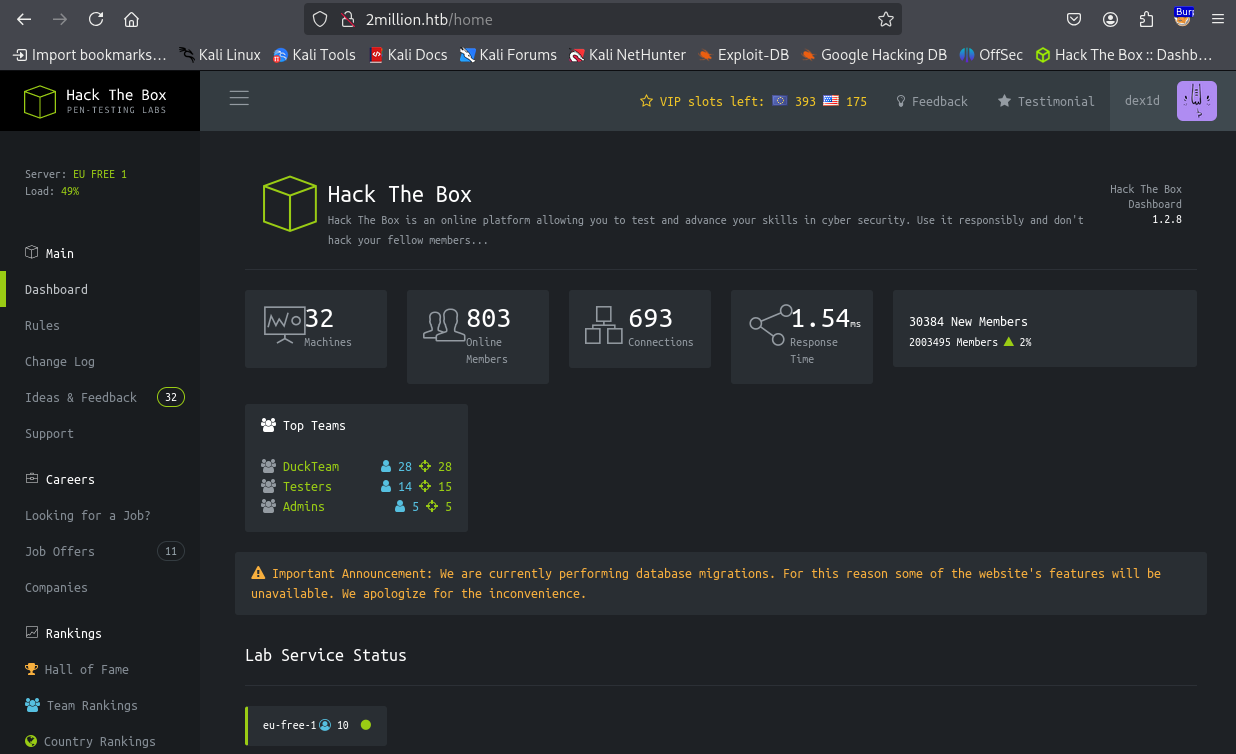 2million.htb/home
Burp
Import bookmarks… Kali Linux Kali Tools Kali Docs Kali Forums Kali NetHunter Exploit-DB Google Hacking DB OffSec Hack The Box :: Dashb…
Hack The Box
PEN-TESTING LABS
VIP slots left: 393 175 Feedback Testimonial dex1d
Server: EU FREE 1
Load: 49%
Main
Dashboard
Rules
Change Log
Ideas & Feedback 32
Support
Careers
Looking for a Job?
Job Offers 11
Companies
Rankings
Hall of Fame
Team Rankings
Country Rankings
Hack The Box
Hack The Box is an online platform allowing you to test and advance your skills in cyber security. Use it responsibly and don't
hack your fellow members...
Hack The Box
Dashboard
1.2.8
32
Machines
803
Online
Members
693
Connections
1.54ms
Response
Time
30384 New Members
2003495 Members 2%
Top Teams
DuckTeam 28 28
Testers 14 15
Admins 5 5
Important Announcement: We are currently performing database migrations. For this reason some of the website's features will be
unavailable. We apologize for the inconvenience.
Lab Service Status
eu-free-1 10